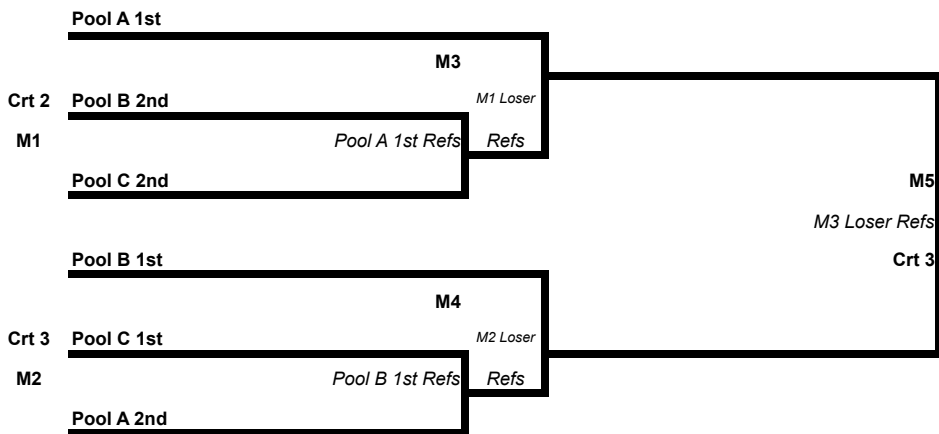 Pool A 1st
M3
Crt 2 Pool B 2nd M1 Loser
M1 Pool A 1st Refs Refs
Pool C 2nd M5
M3 Loser Refs
Pool B 1st Crt 3
M4
Crt 3 Pool C 1st M2 Loser
M2 Pool B 1st Refs Refs
Pool A 2nd